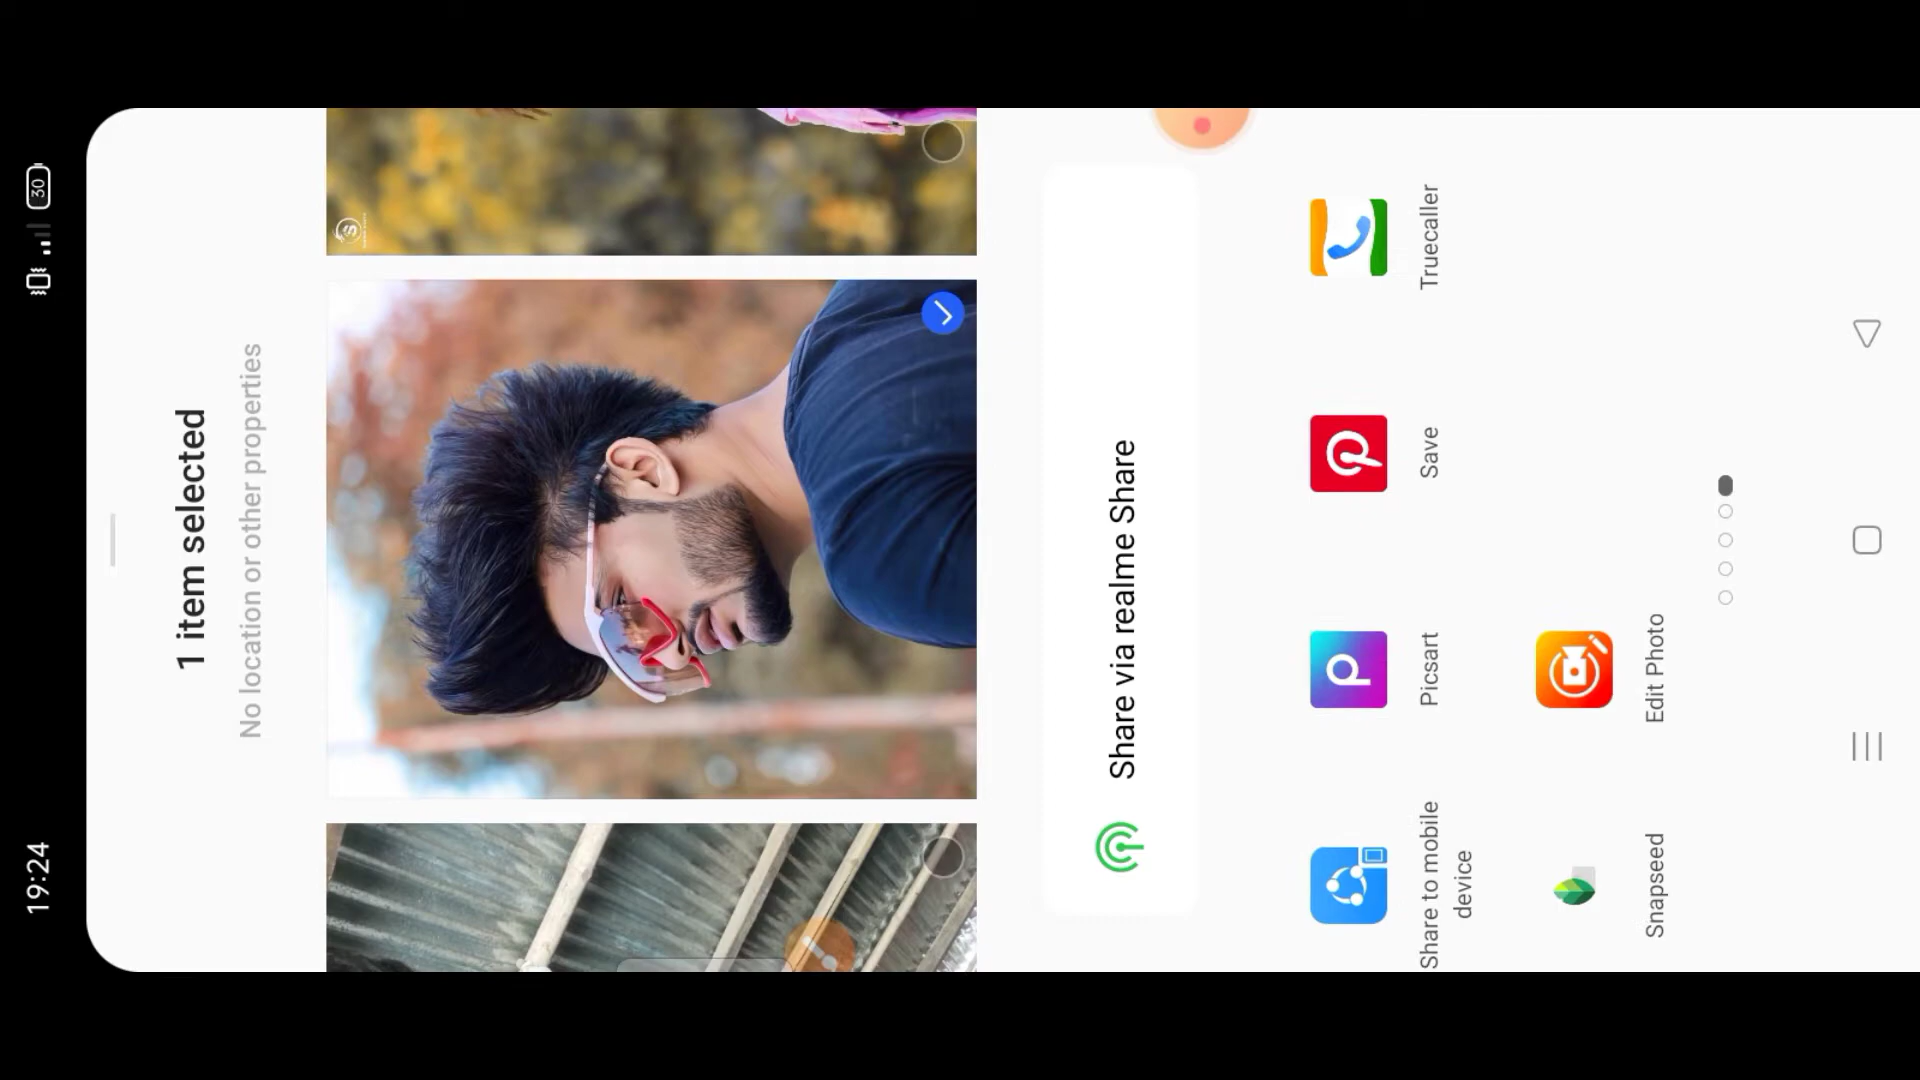 19:24
30
1 item selected
No location or other properties
Share via realme Share
Share to mobile
device
Picsart
Save
Truecaller
Snapseed
Edit Photo